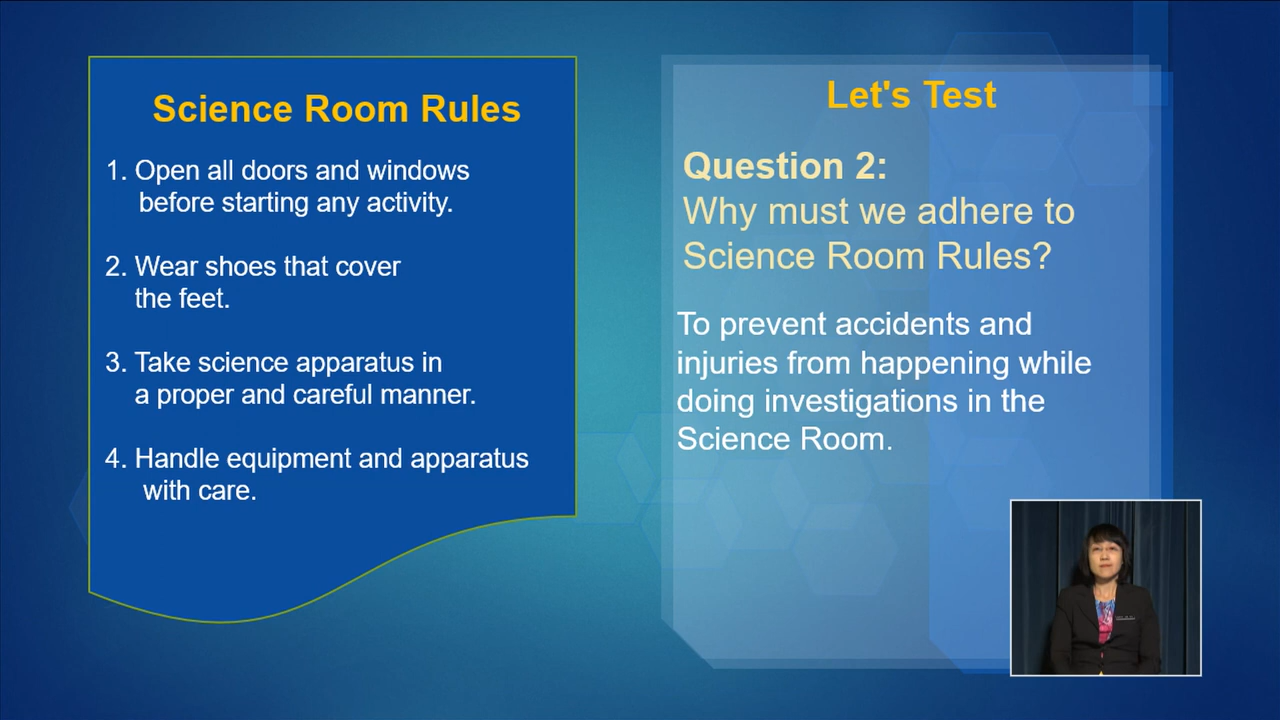 Science Room Rules
1. Open all doors and windows
before starting any activity.
2. Wear shoes that cover
the feet.
3. Take science apparatus in
a proper and careful manner.
4. Handle equipment and apparatus
with care.
Let's Test
Question 2:
Why must we adhere to
Science Room Rules?
To prevent accidents and
injuries from happening while
doing investigations in the
Science Room.